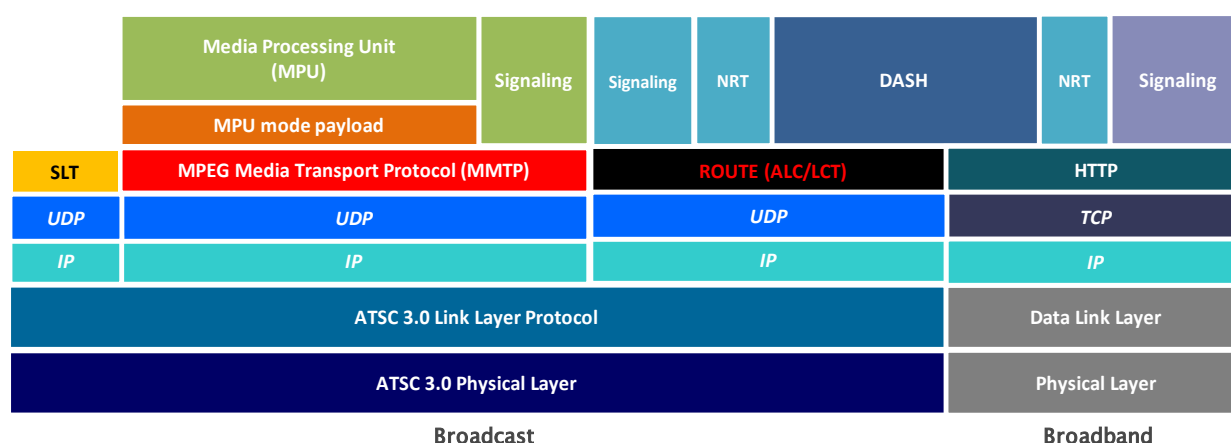 Media Processing Unit
(MPU)
Signaling
Signaling
NRT
DASH
NRT
Signaling
MPU mode payload
SLT
MPEG Media Transport Protocol (MMTP)
ROUTE (ALC/LCT)
HTTP
UDP
UDP
UDP
TCP
IP
IP
IP
IP
ATSC 3.0 Link Layer Protocol
Data Link Layer
ATSC 3.0 Physical Layer
Physical Layer
Broadcast
Broadband